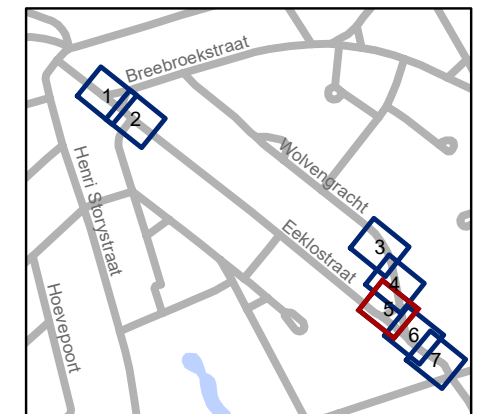 Breebroekstraat
1
2
Wolvengracht
Henri Storystraat
Eeklostraat
3
4
Hoevepoort
5
6
7